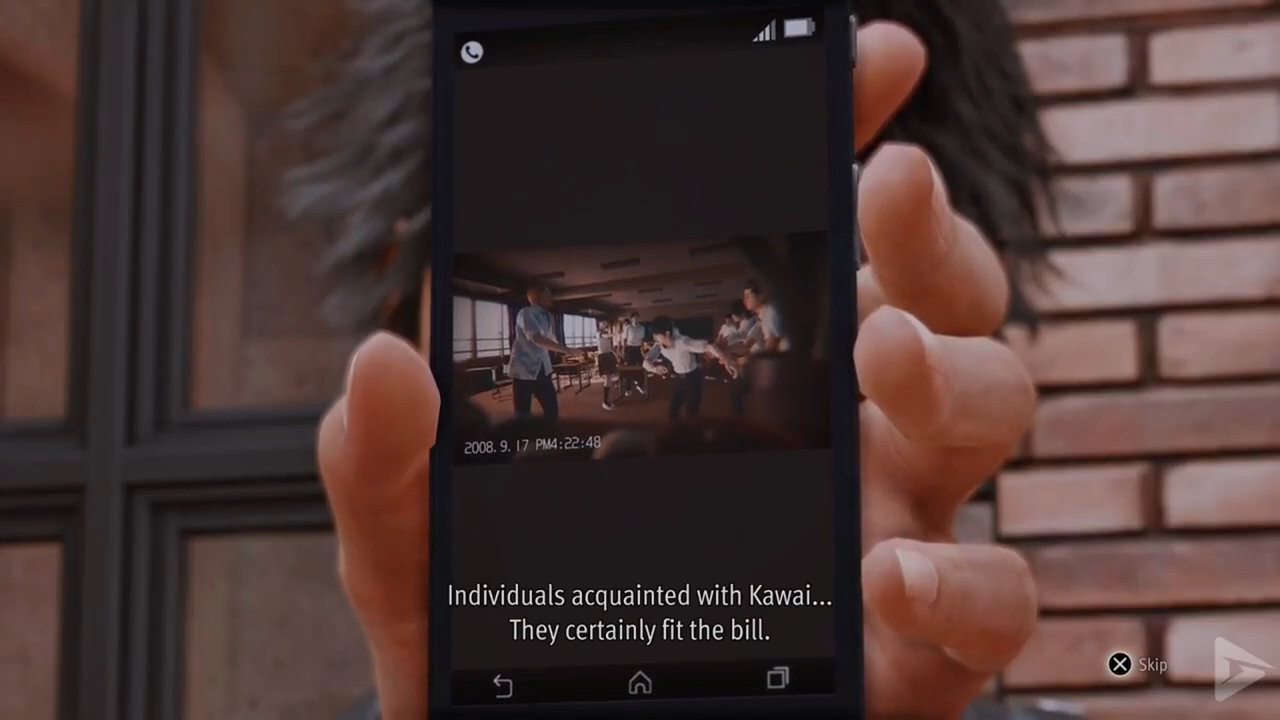 2008. 9. 17 PM4:22:48
Individuals acquainted with Kawai...
They certainly fit the bill.
Skip